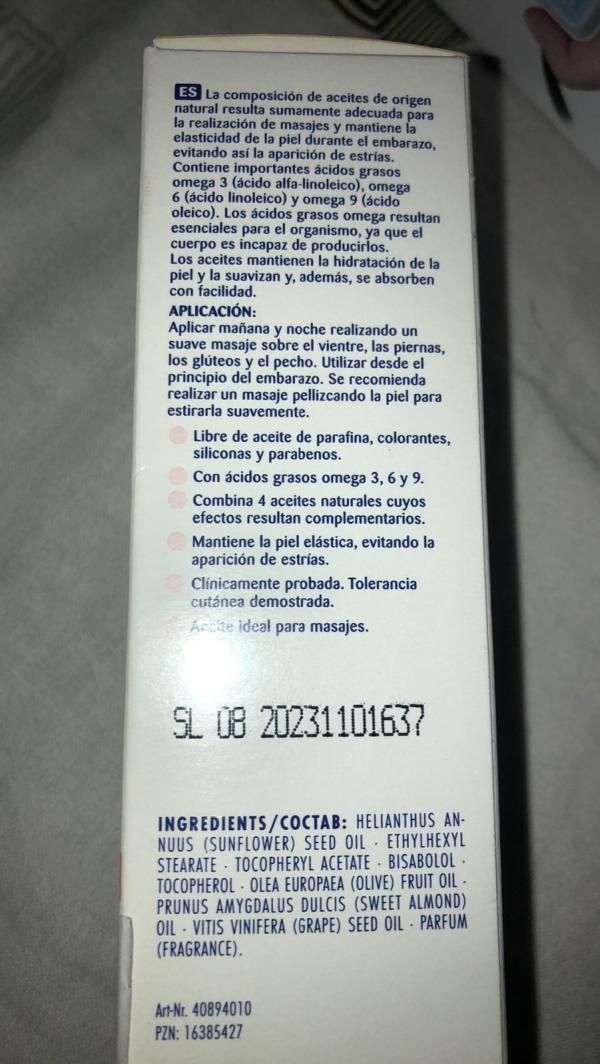 ES La composición de aceites de origen
natural resulta sumamente adecuada para
la realización de masajes y mantiene la
elasticidad de la piel durante el embarazo,
evitando así la aparición de estrías.
Contiene importantes ácidos grasos
omega 3 (ácido alfa-linoleico), omega
6 (ácido linoleico) y omega 9 (ácido
oleico). Los ácidos grasos omega resultan
esenciales para el organismo, ya que el
cuerpo es incapaz de producirlos.
Los aceites mantienen la hidratación de la
piel y la suavizan y, además, se absorben
con facilidad.
APLICACIÓN:
Aplicar mañana y noche realizando un
suave masaje sobre el vientre, las piernas,
los glúteos y el pecho. Utilizar desde el
principio del embarazo. Se recomienda
realizar un masaje pellizcando la piel para
estirarla suavemente.
Libre de aceite de parafina, colorantes,
siliconas y parabenos.
Con ácidos grasos omega 3, 6 y 9.
Combina 4 aceites naturales cuyos
efectos resultan complementarios.
Mantiene la piel elástica, evitando la
aparición de estrías.
Clínicamente probada. Tolerancia
cutánea demostrada.
Aceite ideal para masajes.
SL 08 20231101637
INGREDIENTS/COCTAB: HELIANTHUS AN-
NUUS (SUNFLOWER) SEED OIL · ETHYLHEXYL
STEARATE · TOCOPHERYL ACETATE · BISABOLOL ·
TOCOPHEROL · OLEA EUROPAEA (OLIVE) FRUIT OIL ·
PRUNUS AMYGDALUS DULCIS (SWEET ALMOND)
OIL · VITIS VINIFERA (GRAPE) SEED OIL · PARFUM
(FRAGRANCE).
Art-Nr. 40894010
PZN: 16385427